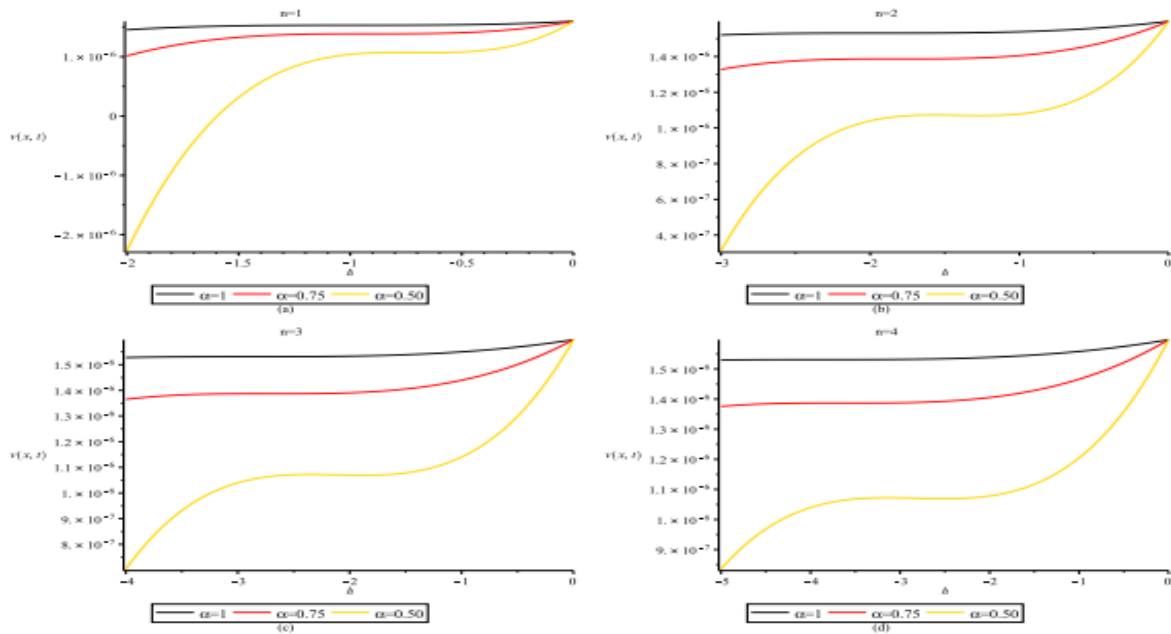 n=1
1. × 10⁻⁶
0
v(x, t)
−1. × 10⁻⁶
−2. × 10⁻⁶
−2 −1.5 −1 −0.5 0
α=1 α=0.75 α=0.50
(a)
n=2
1.4 × 10⁻⁶
1.2 × 10⁻⁶
v(x, t)
1. × 10⁻⁶
8. × 10⁻⁷
6. × 10⁻⁷
4. × 10⁻⁷
−3 −2 −1 0
α=1 α=0.75 α=0.50
(b)
n=3
1.5 × 10⁻⁶
1.4 × 10⁻⁶
1.3 × 10⁻⁶
1.2 × 10⁻⁶
v(x, t)
1.1 × 10⁻⁶
1. × 10⁻⁶
9. × 10⁻⁷
8. × 10⁻⁷
−4 −3 −2 −1 0
α=1 α=0.75 α=0.50
(c)
n=4
1.5 × 10⁻⁶
1.4 × 10⁻⁶
1.3 × 10⁻⁶
1.2 × 10⁻⁶
v(x, t)
1.1 × 10⁻⁶
1. × 10⁻⁶
9. × 10⁻⁷
−5 −4 −3 −2 −1 0
α=1 α=0.75 α=0.50
(d)